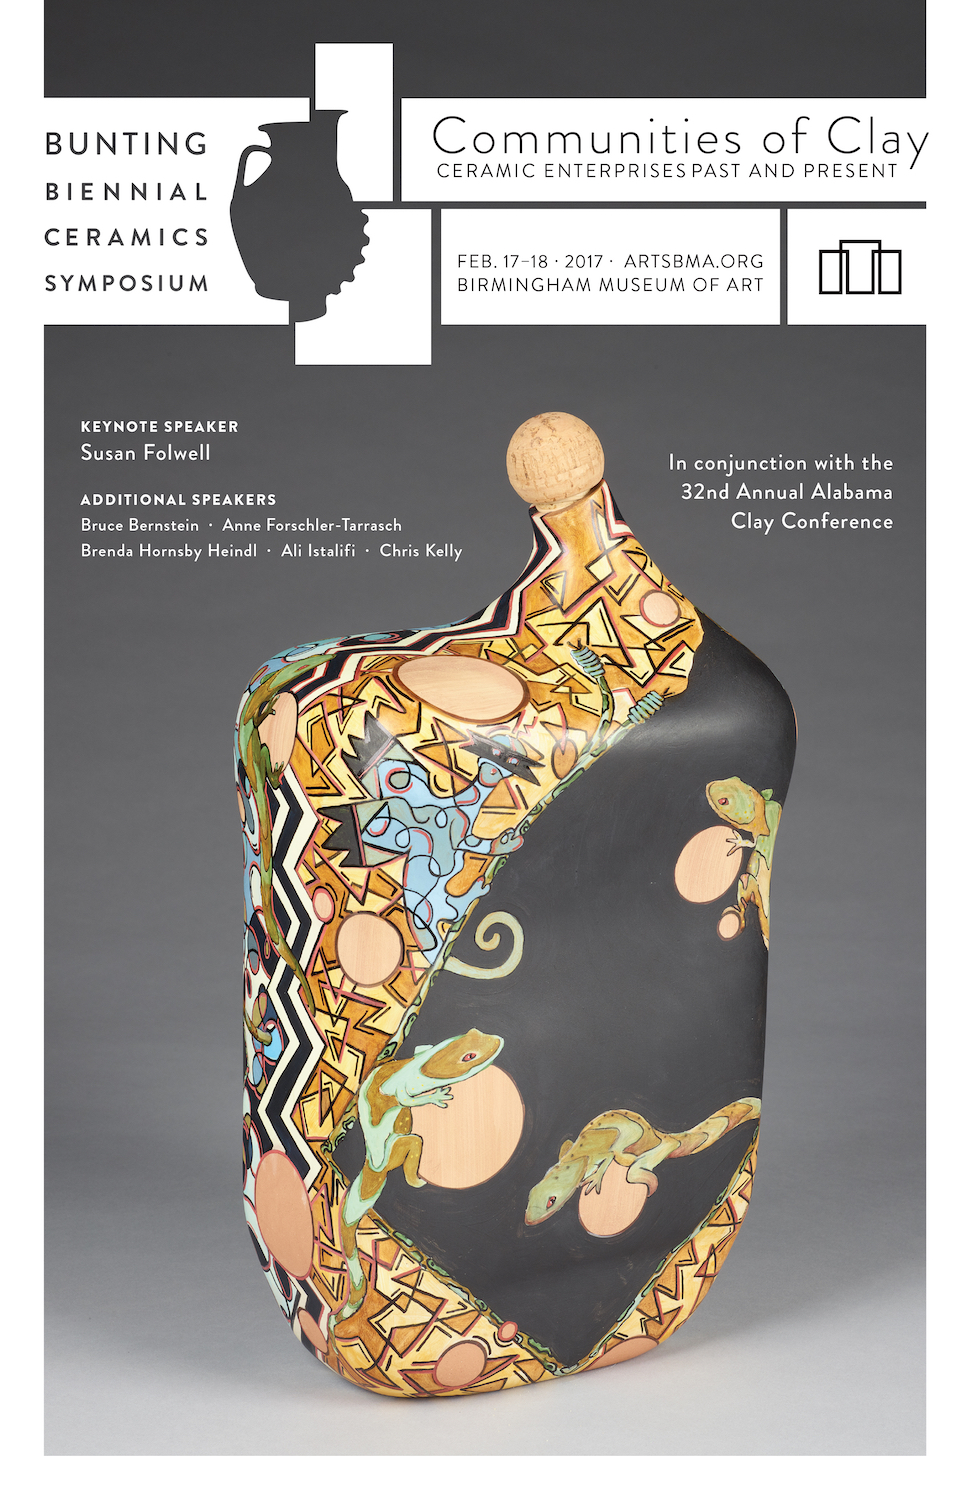 BUNTING
BIENNIAL
CERAMICS
SYMPOSIUM
Communities of Clay
CERAMIC ENTERPRISES PAST AND PRESENT
FEB. 17–18 · 2017 · ARTSBMA.ORG
BIRMINGHAM MUSEUM OF ART
KEYNOTE SPEAKER
Susan Folwell
ADDITIONAL SPEAKERS
Bruce Bernstein · Anne Forschler-Tarrasch
Brenda Hornsby Heindl · Ali Istalifi · Chris Kelly
In conjunction with the
32nd Annual Alabama
Clay Conference